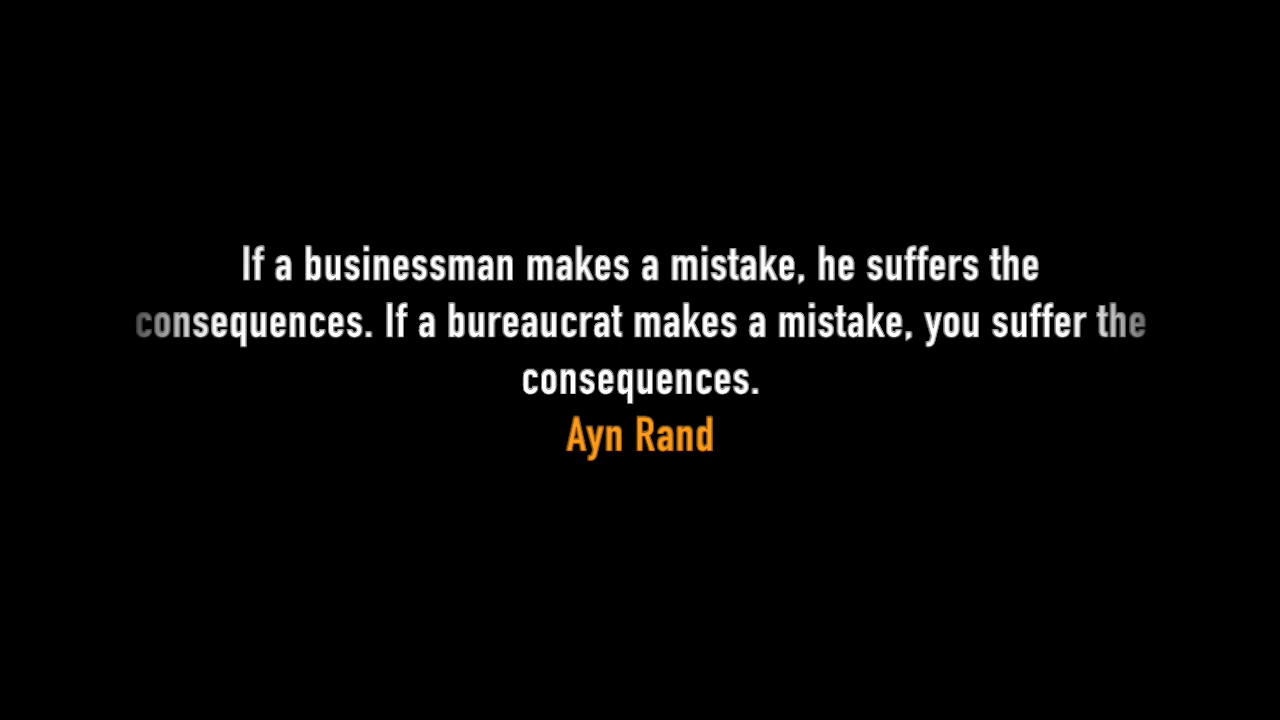 If a businessman makes a mistake, he suffers the
consequences. If a bureaucrat makes a mistake, you suffer the
consequences.
Ayn Rand